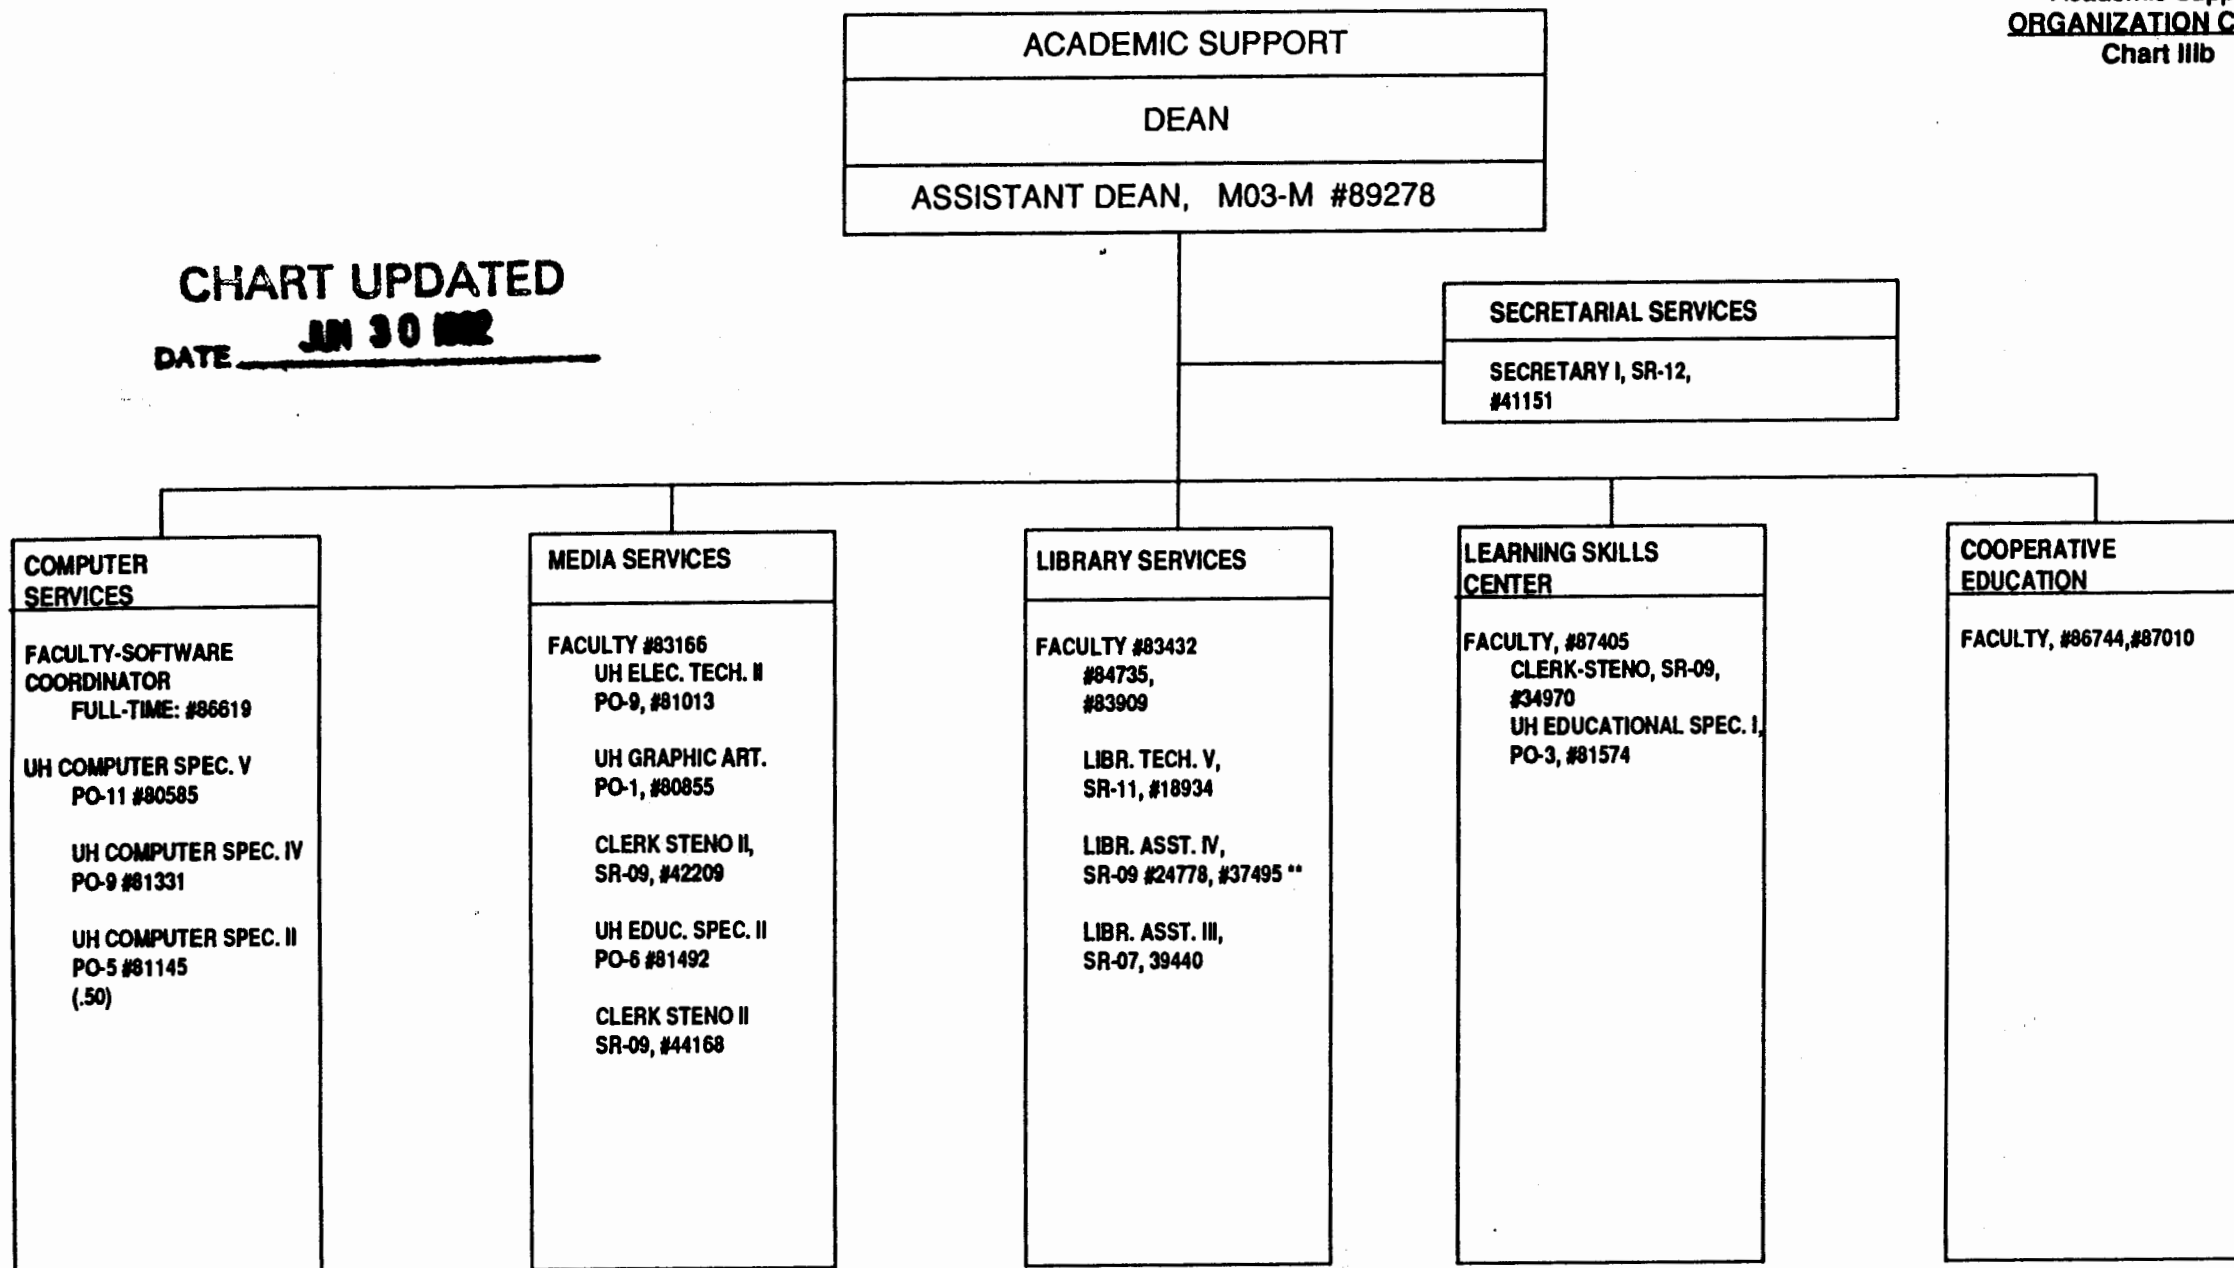 ORGANIZATION C
Chart IIIb
ACADEMIC SUPPORT
DEAN
ASSISTANT DEAN, M03-M #89278
CHART UPDATED
DATE JUN 30
SECRETARIAL SERVICES
SECRETARY I, SR-12,
#41151
COMPUTER
SERVICES
FACULTY-SOFTWARE
COORDINATOR
FULL-TIME: #86619
UH COMPUTER SPEC. V
PO-11 #80585
UH COMPUTER SPEC. IV
PO-9 #81331
UH COMPUTER SPEC. II
PO-5 #81145
(.50)
MEDIA SERVICES
FACULTY #83166
UH ELEC. TECH. II
PO-9, #81013
UH GRAPHIC ART.
PO-1, #80855
CLERK STENO II,
SR-09, #42209
UH EDUC. SPEC. II
PO-6 #81492
CLERK STENO II
SR-09, #44168
LIBRARY SERVICES
FACULTY #83432
#84735,
#83909
LIBR. TECH. V,
SR-11, #18934
LIBR. ASST. IV,
SR-09 #24778, #37495 **
LIBR. ASST. III,
SR-07, 39440
LEARNING SKILLS
CENTER
FACULTY, #87405
CLERK-STENO, SR-09,
#34970
UH EDUCATIONAL SPEC. I,
PO-3, #81574
COOPERATIVE
EDUCATION
FACULTY, #86744,#87010